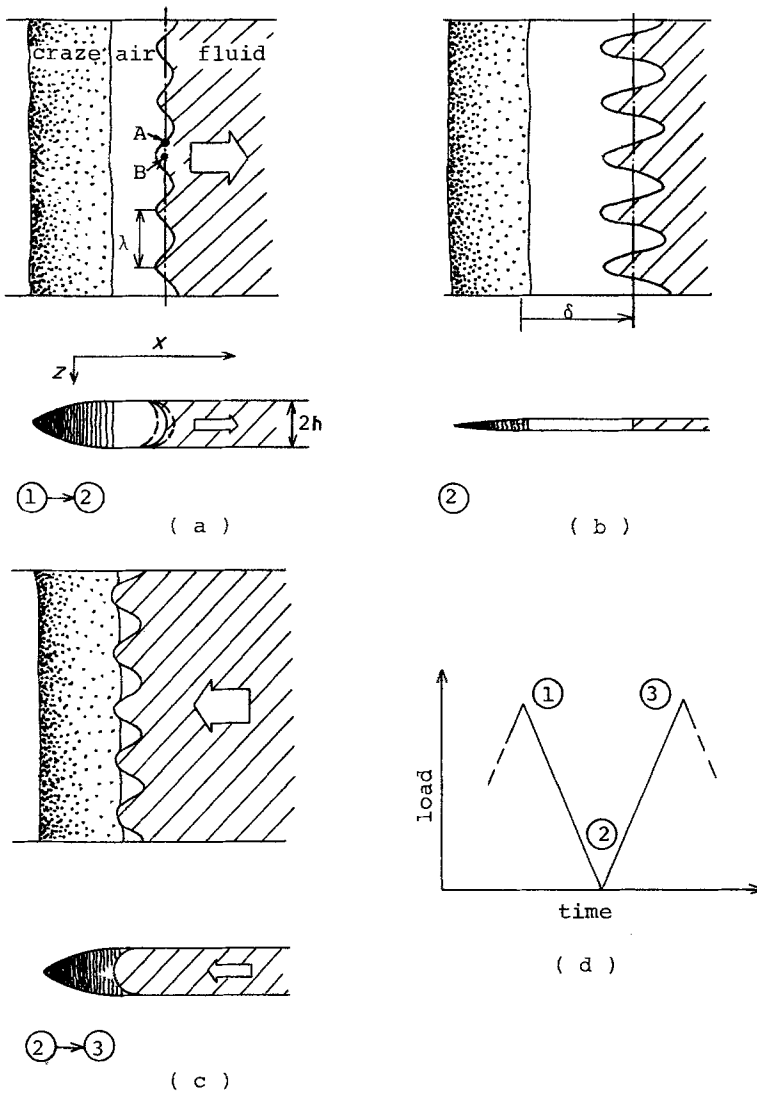 craze air fluid
A
B
λ
x
z
2h
1 → 2
( a )
δ
2
( b )
2 → 3
( c )
load
1
3
2
time
( d )